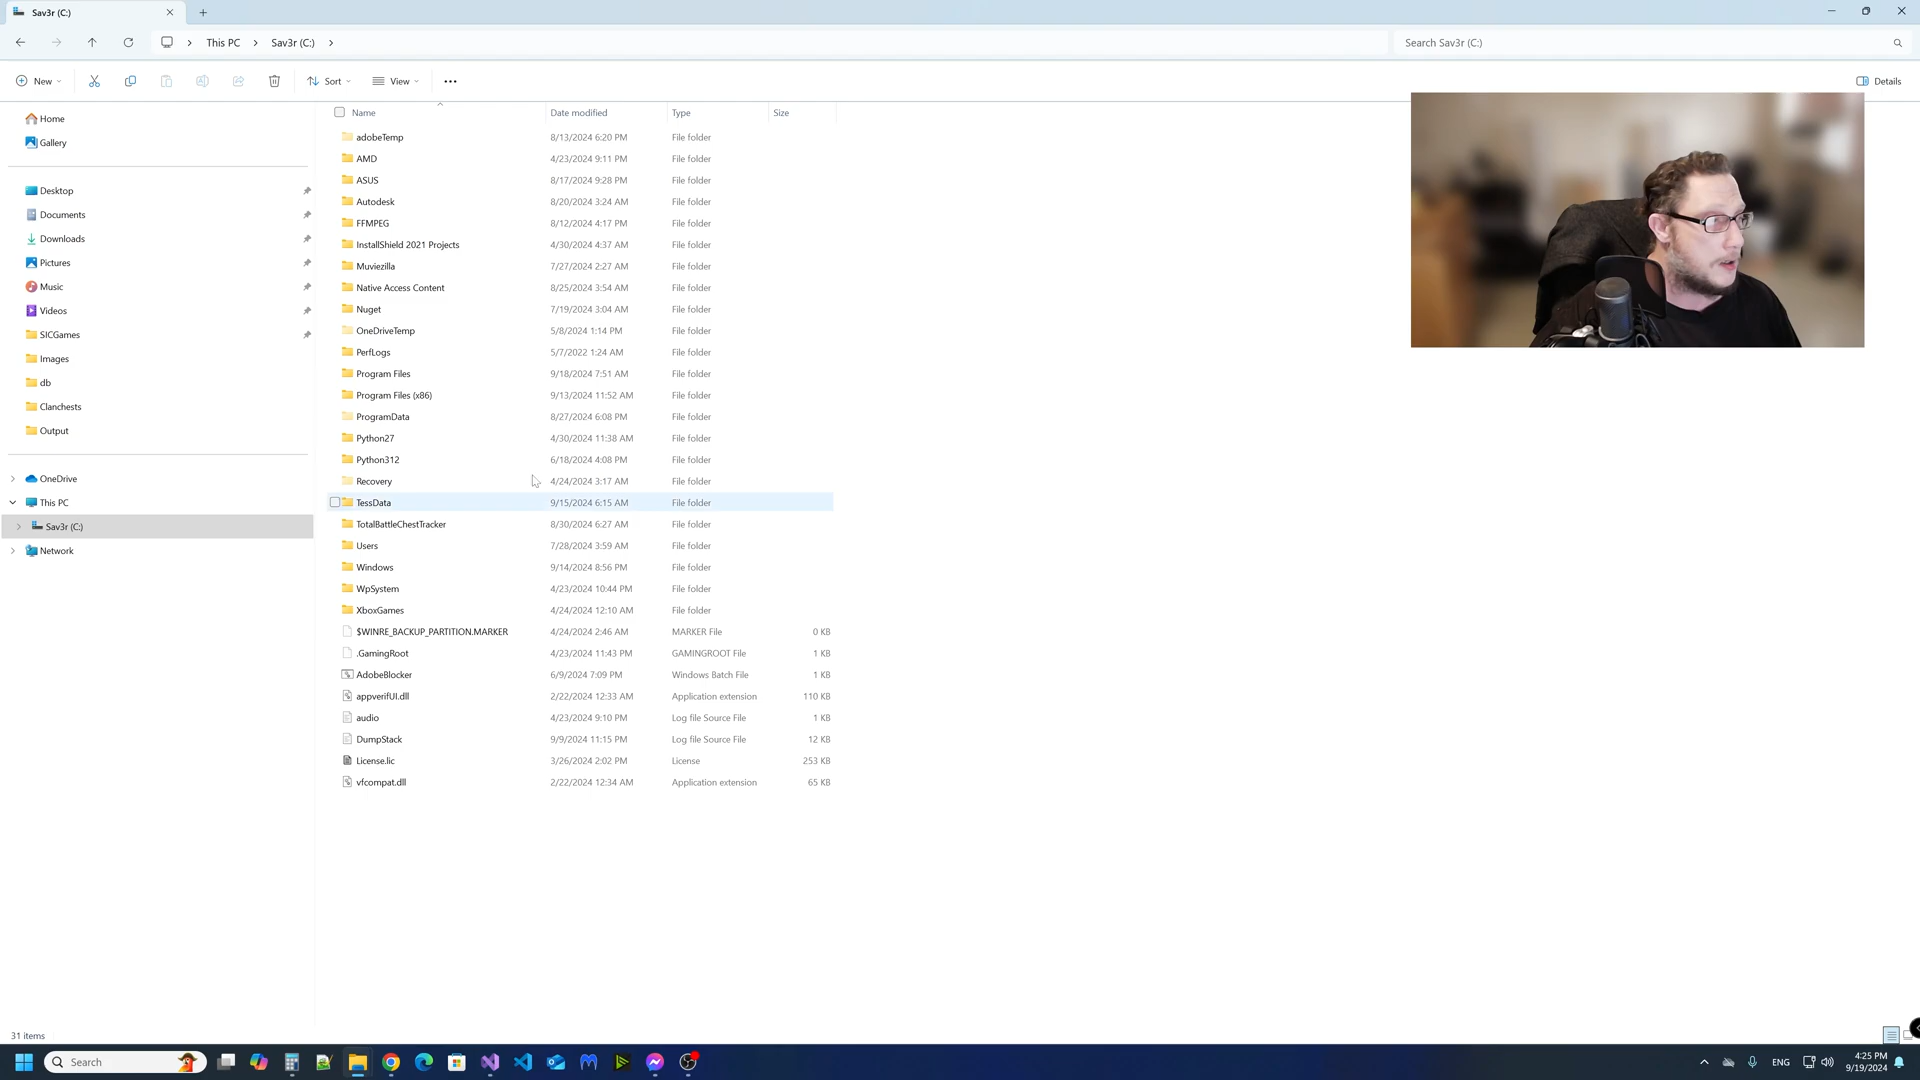 Sav3r (C:)
This PC
Sav3r (C:)
Search Sav3r (C:)
New
Sort
View
Details
Home
Gallery
Desktop
Documents
Downloads
Pictures
Music
Videos
SICGames
Images
db
Clanchests
Output
OneDrive
This PC
Sav3r (C:)
Network
Name Date modified Type Size
adobeTemp 8/13/2024 6:20 PM File folder
AMD 4/23/2024 9:11 PM File folder
ASUS 8/17/2024 9:28 PM File folder
Autodesk 8/20/2024 3:24 AM File folder
FFMPEG 8/12/2024 4:17 PM File folder
InstallShield 2021 Projects 4/30/2024 4:37 AM File folder
Muviezilla 7/27/2024 2:27 AM File folder
Native Access Content 8/25/2024 3:54 AM File folder
Nuget 7/19/2024 3:04 AM File folder
OneDriveTemp 5/8/2024 1:14 PM File folder
PerfLogs 5/7/2022 1:24 AM File folder
Program Files 9/18/2024 7:51 AM File folder
Program Files (x86) 9/13/2024 11:52 AM File folder
ProgramData 8/27/2024 6:08 PM File folder
Python27 4/30/2024 11:38 AM File folder
Python312 6/18/2024 4:08 PM File folder
Recovery 4/24/2024 3:17 AM File folder
TessData 9/15/2024 6:15 AM File folder
TotalBattleChestTracker 8/30/2024 6:27 AM File folder
Users 7/28/2024 3:59 AM File folder
Windows 9/14/2024 8:56 PM File folder
WpSystem 4/23/2024 10:44 PM File folder
XboxGames 4/24/2024 12:10 AM File folder
$WINRE_BACKUP_PARTITION.MARKER 4/24/2024 2:46 AM MARKER File 0 KB
.GamingRoot 4/23/2024 11:43 PM GAMINGROOT File 1 KB
AdobeBlocker 6/9/2024 7:09 PM Windows Batch File 1 KB
appverifUI.dll 2/22/2024 12:33 AM Application extension 110 KB
audio 4/23/2024 9:10 PM Log file Source File 1 KB
DumpStack 9/9/2024 11:15 PM Log file Source File 12 KB
License.lic 3/26/2024 2:02 PM License 253 KB
vfcompat.dll 2/22/2024 12:34 AM Application extension 65 KB
31 items
Search
ENG
4:25 PM
9/19/2024